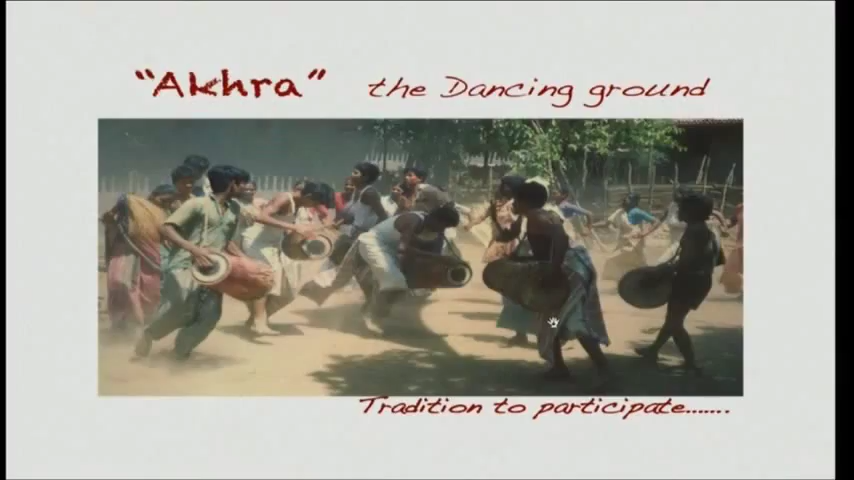 "Akhra" the Dancing ground
Tradition to participate.......